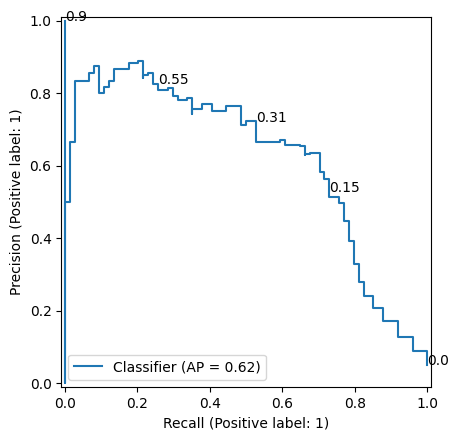 0.9
0.55
0.31
0.15
0.0
1.0
0.8
0.6
0.4
0.2
0.0
Precision (Positive label: 1)
Classifier (AP = 0.62)
0.0 0.2 0.4 0.6 0.8 1.0
Recall (Positive label: 1)